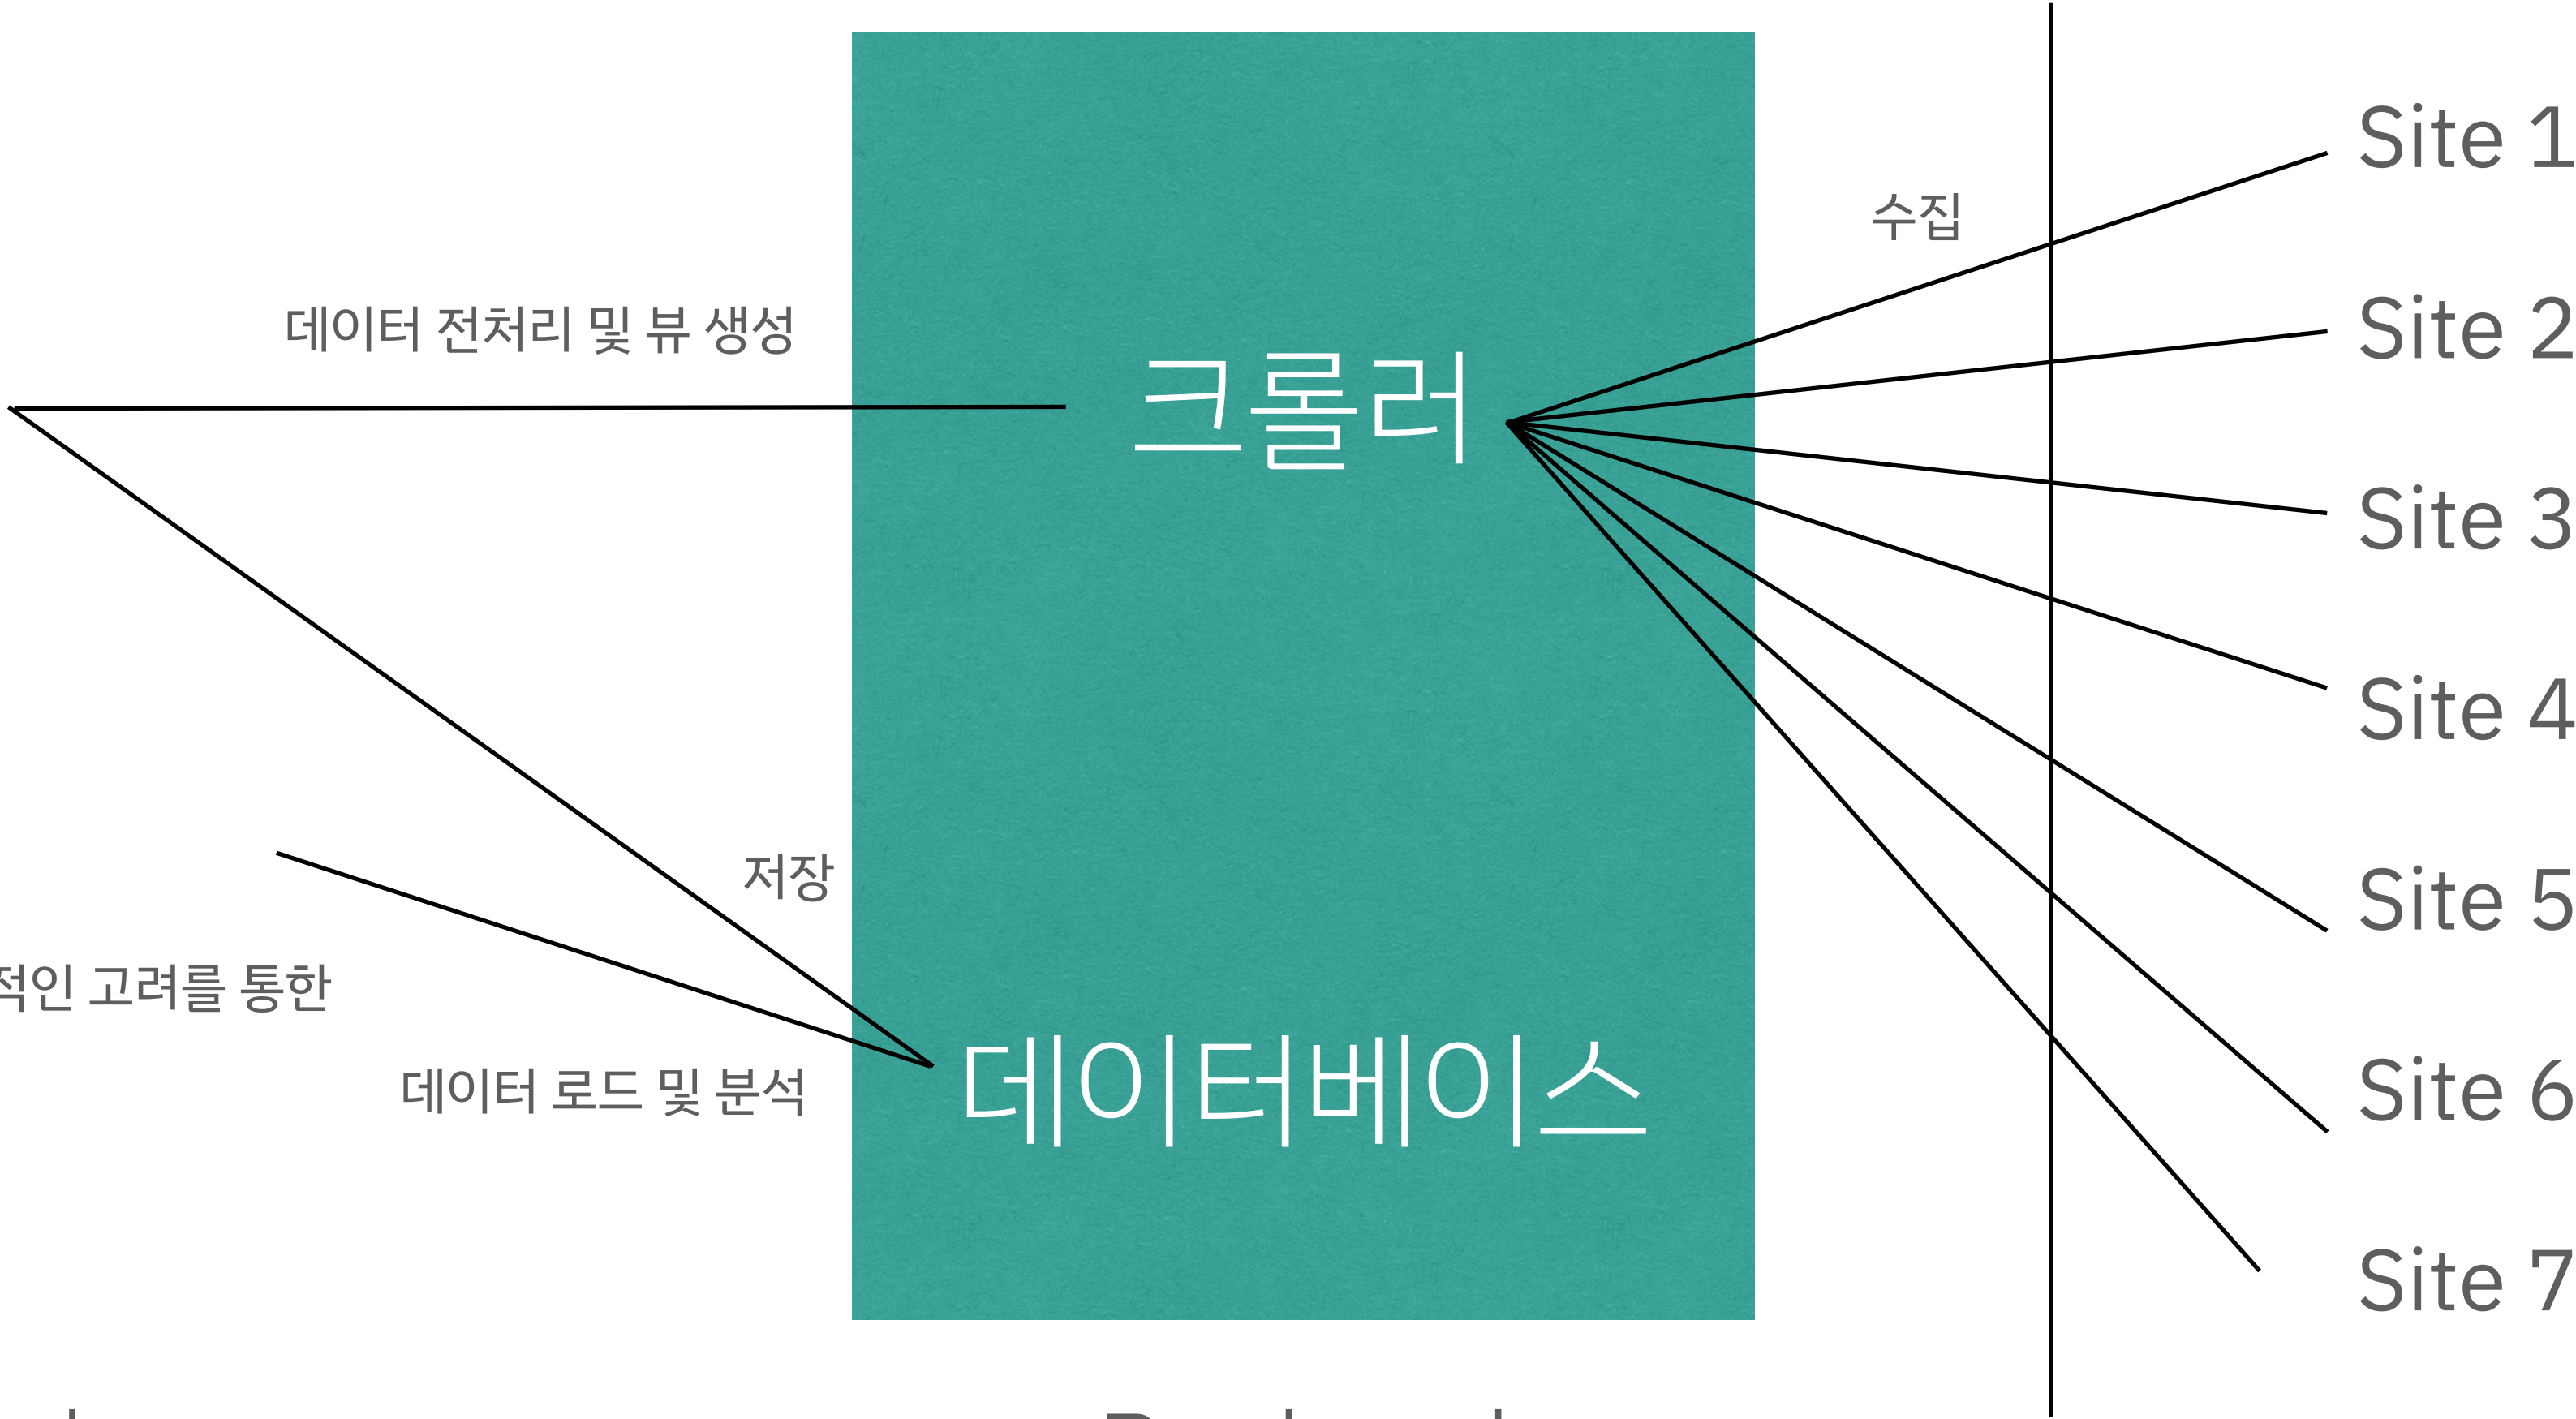 Site 1
수집
Site 2
데이터 전처리 및 뷰 생성
크롤러
Site 3
Site 4
저장
Site 5
적인 고려를 통한
데이터 로드 및 분석
데이터베이스
Site 6
Site 7